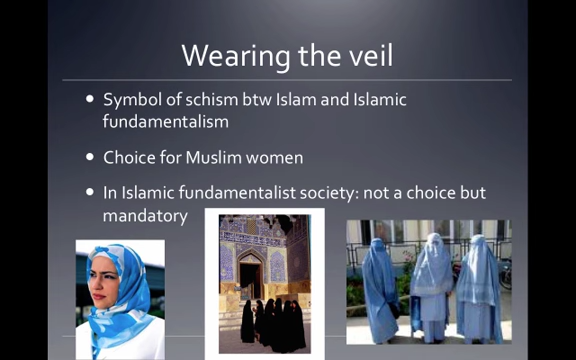 Wearing the veil
Symbol of schism btw Islam and Islamic
fundamentalism
Choice for Muslim women
In Islamic fundamentalist society: not a choice but
mandatory